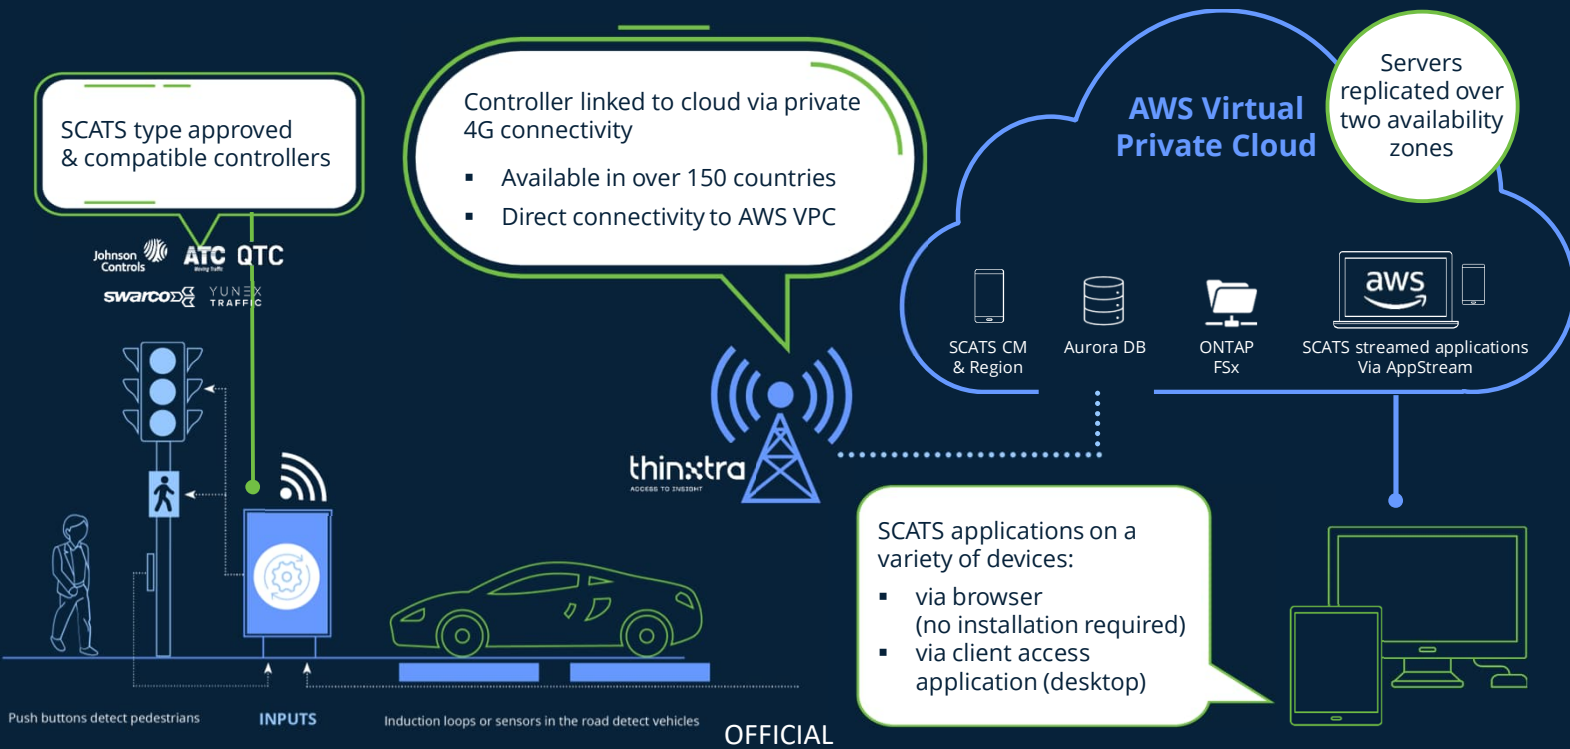 SCATS type approved
& compatible controllers
Johnson
Controls
ATC
Moving Traffic
QTC
swarco
YUNEX
TRAFFIC
Controller linked to cloud via private
4G connectivity
▪ Available in over 150 countries
▪ Direct connectivity to AWS VPC
AWS Virtual
Private Cloud
Servers
replicated over
two availability
zones
SCATS CM
& Region
Aurora DB
ONTAP
FSx
aws
SCATS streamed applications
Via AppStream
thinxtra
ACCESS TO INSIGHT
SCATS applications on a
variety of devices:
▪ via browser
(no installation required)
▪ via client access
application (desktop)
Push buttons detect pedestrians
INPUTS
Induction loops or sensors in the road detect vehicles
OFFICIAL